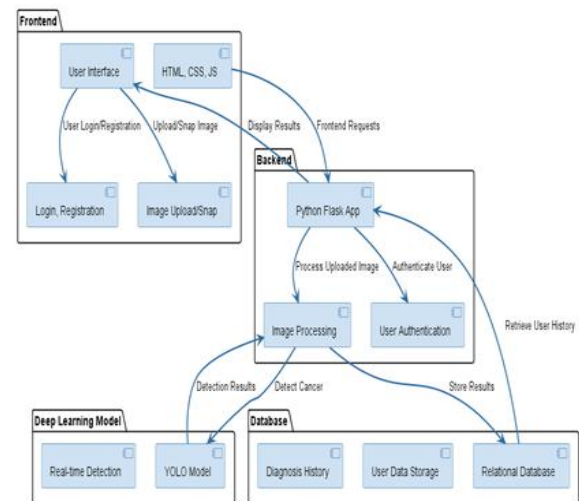 Frontend
User Interface
HTML, CSS, JS
User Login/Registration
Upload/Snap Image
Display Results
Frontend Requests
Backend
Login, Registration
Image Upload/Snap
Python Flask App
Process Uploaded Image
Authenticate User
Image Processing
User Authentication
Retrieve User History
Detection Results
Detect Cancer
Store Results
Deep Learning Model
Database
Real-time Detection
YOLO Model
Diagnosis History
User Data Storage
Relational Database